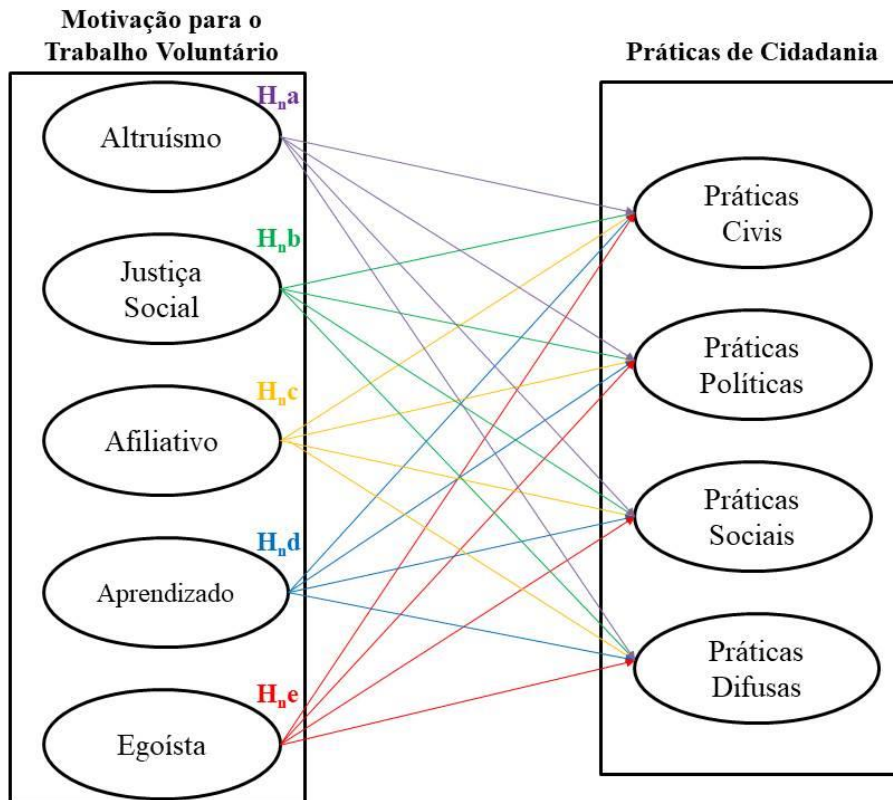 Motivação para o
Trabalho Voluntário
Práticas de Cidadania
Hₙa
Altruísmo
Hₙb
Justiça
Social
Hₙc
Afiliativo
Hₙd
Aprendizado
Hₙe
Egoísta
Práticas
Civis
Práticas
Políticas
Práticas
Sociais
Práticas
Difusas